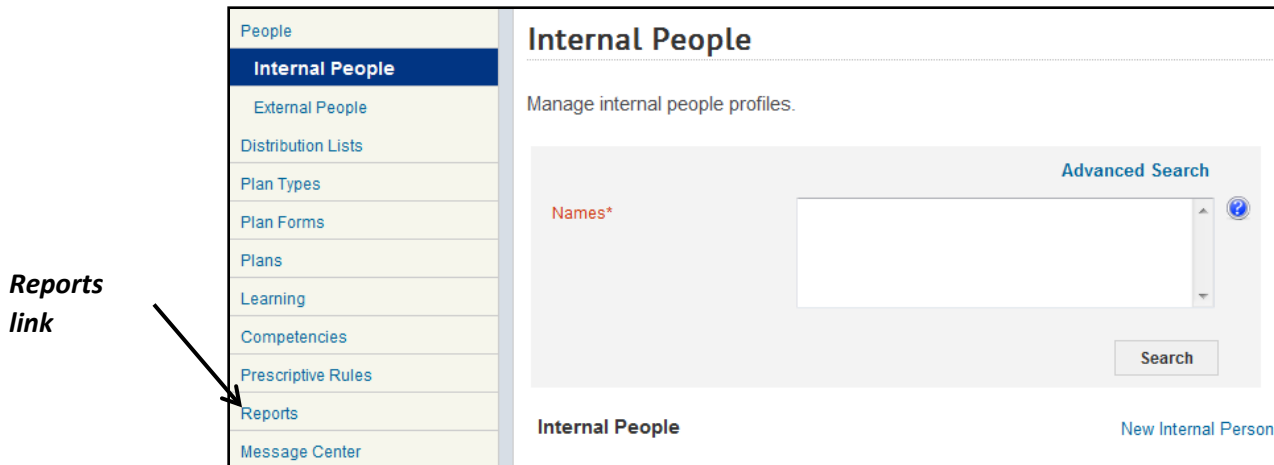 People
Internal People
External People
Distribution Lists
Plan Types
Plan Forms
Plans
Learning
Competencies
Prescriptive Rules
Reports
Message Center
Reports
link
Internal People
Manage internal people profiles.
Advanced Search
Names*
?
Search
Internal People
New Internal Person